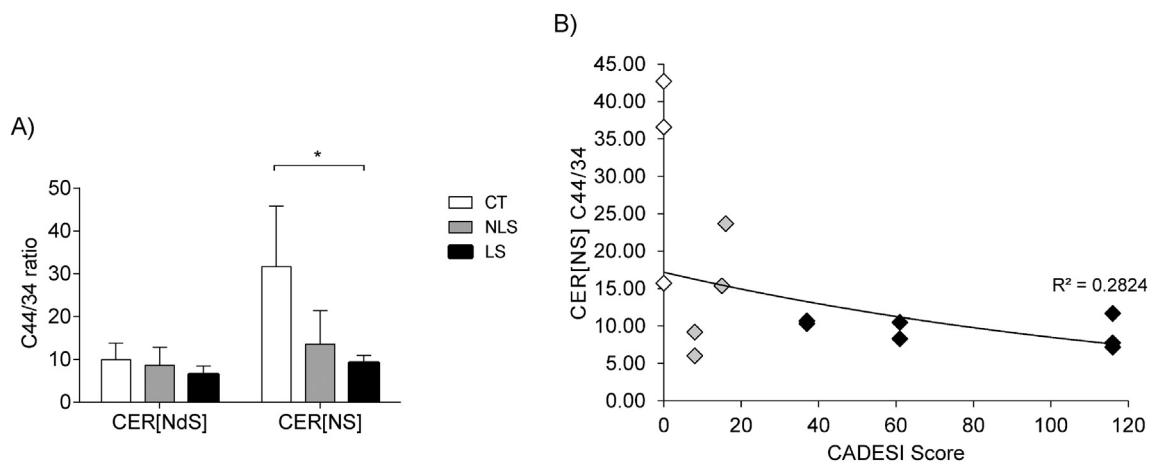 A)
C44/34 ratio
50
40
30
20
10
0
*
CER[NdS]
CER[NS]
CT
NLS
LS
B)
CER[NS] C44/34
45.00
40.00
35.00
30.00
25.00
20.00
15.00
10.00
5.00
0.00
R² = 0.2824
0
20
40
60
80
100
120
CADESI Score